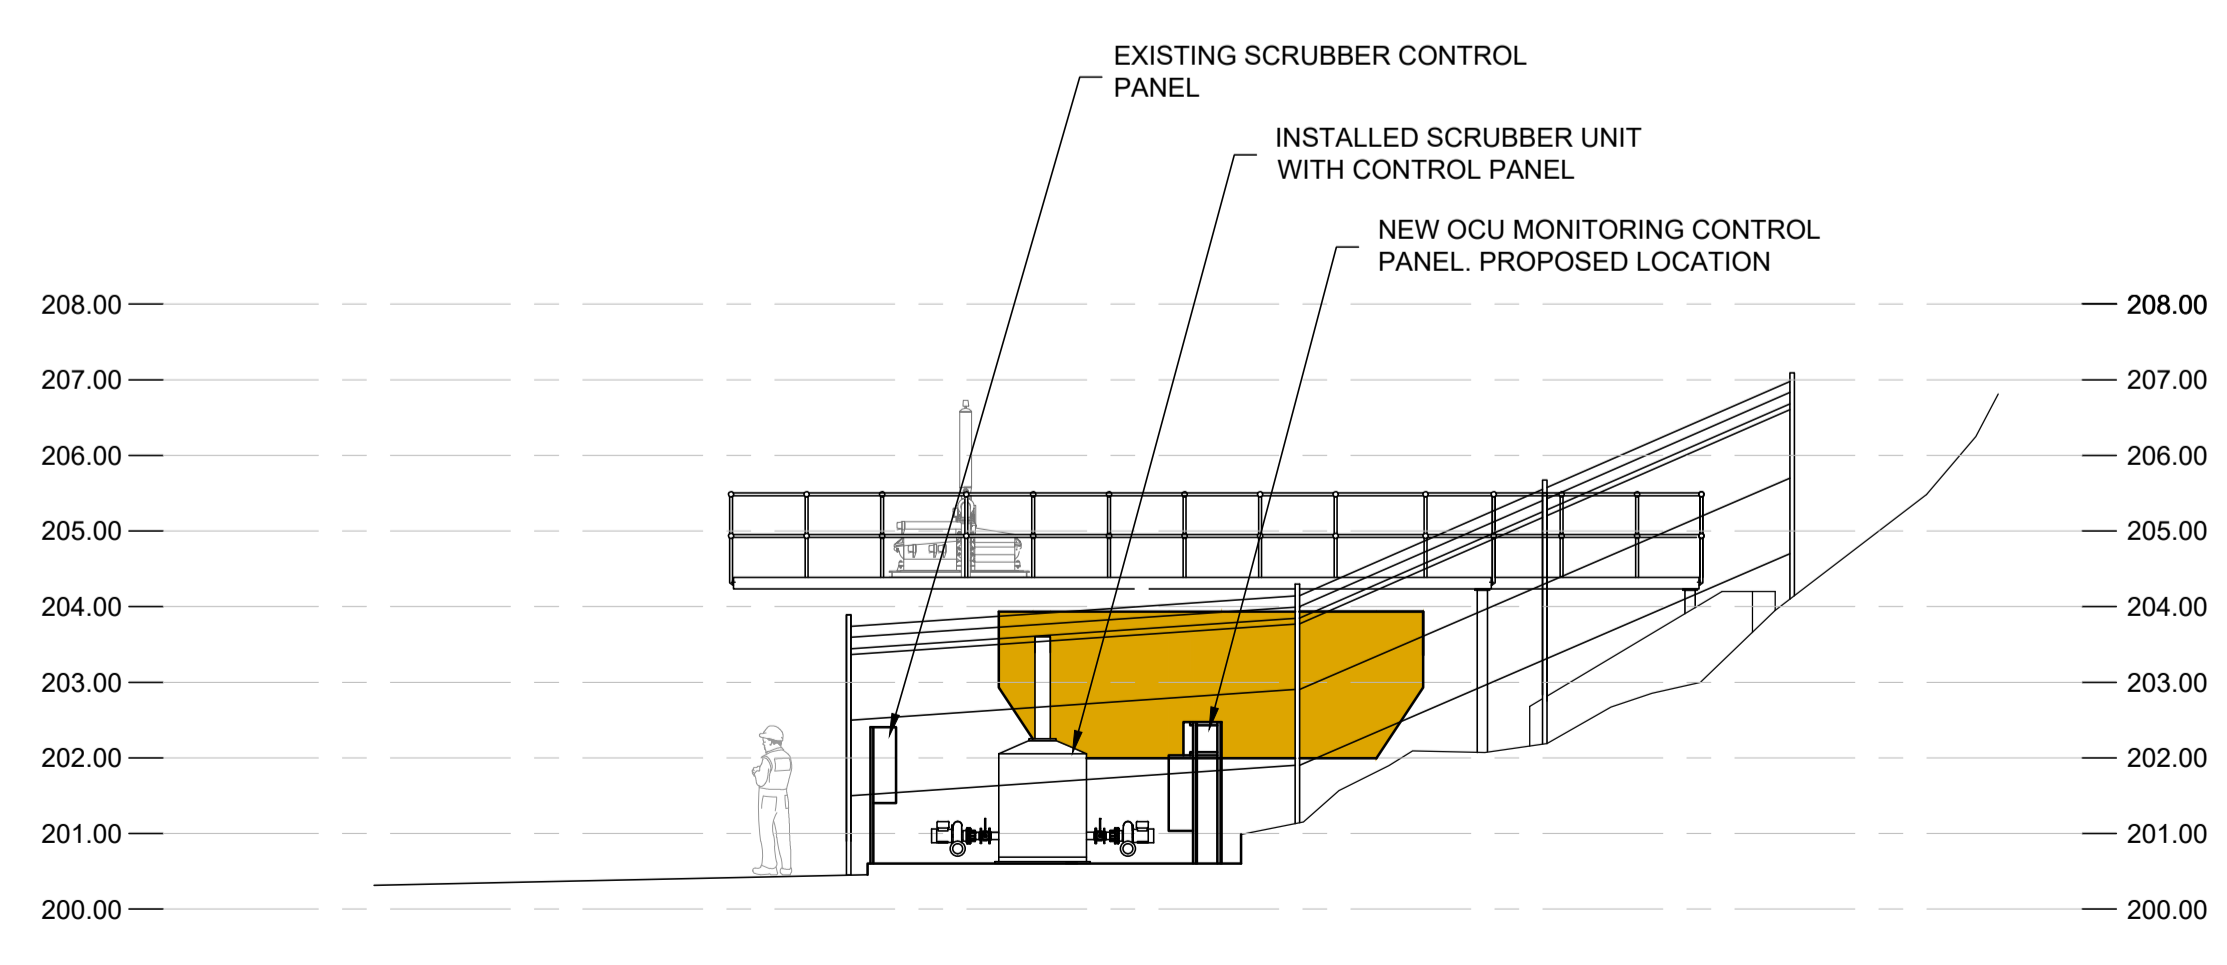 EXISTING SCRUBBER CONTROL
PANEL
INSTALLED SCRUBBER UNIT
WITH CONTROL PANEL
NEW OCU MONITORING CONTROL
PANEL. PROPOSED LOCATION
208.00 208.00
207.00 207.00
206.00 206.00
205.00 205.00
204.00 204.00
203.00 203.00
202.00 202.00
201.00 201.00
200.00 200.00